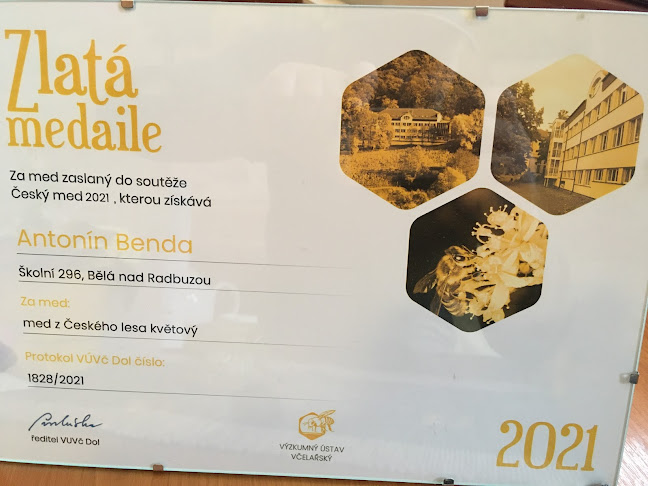 Zlatá
medaile
Za med zaslaný do soutěže
Český med 2021 , kterou získává
Antonín Benda
Školní 296, Bělá nad Radbuzou
Za med:
med z Českého lesa květový
Protokol VÚVč Dol číslo:
1828/2021
ředitel VUVč Dol
VÝZKUMNÝ ÚSTAV
VČELAŘSKÝ
2021